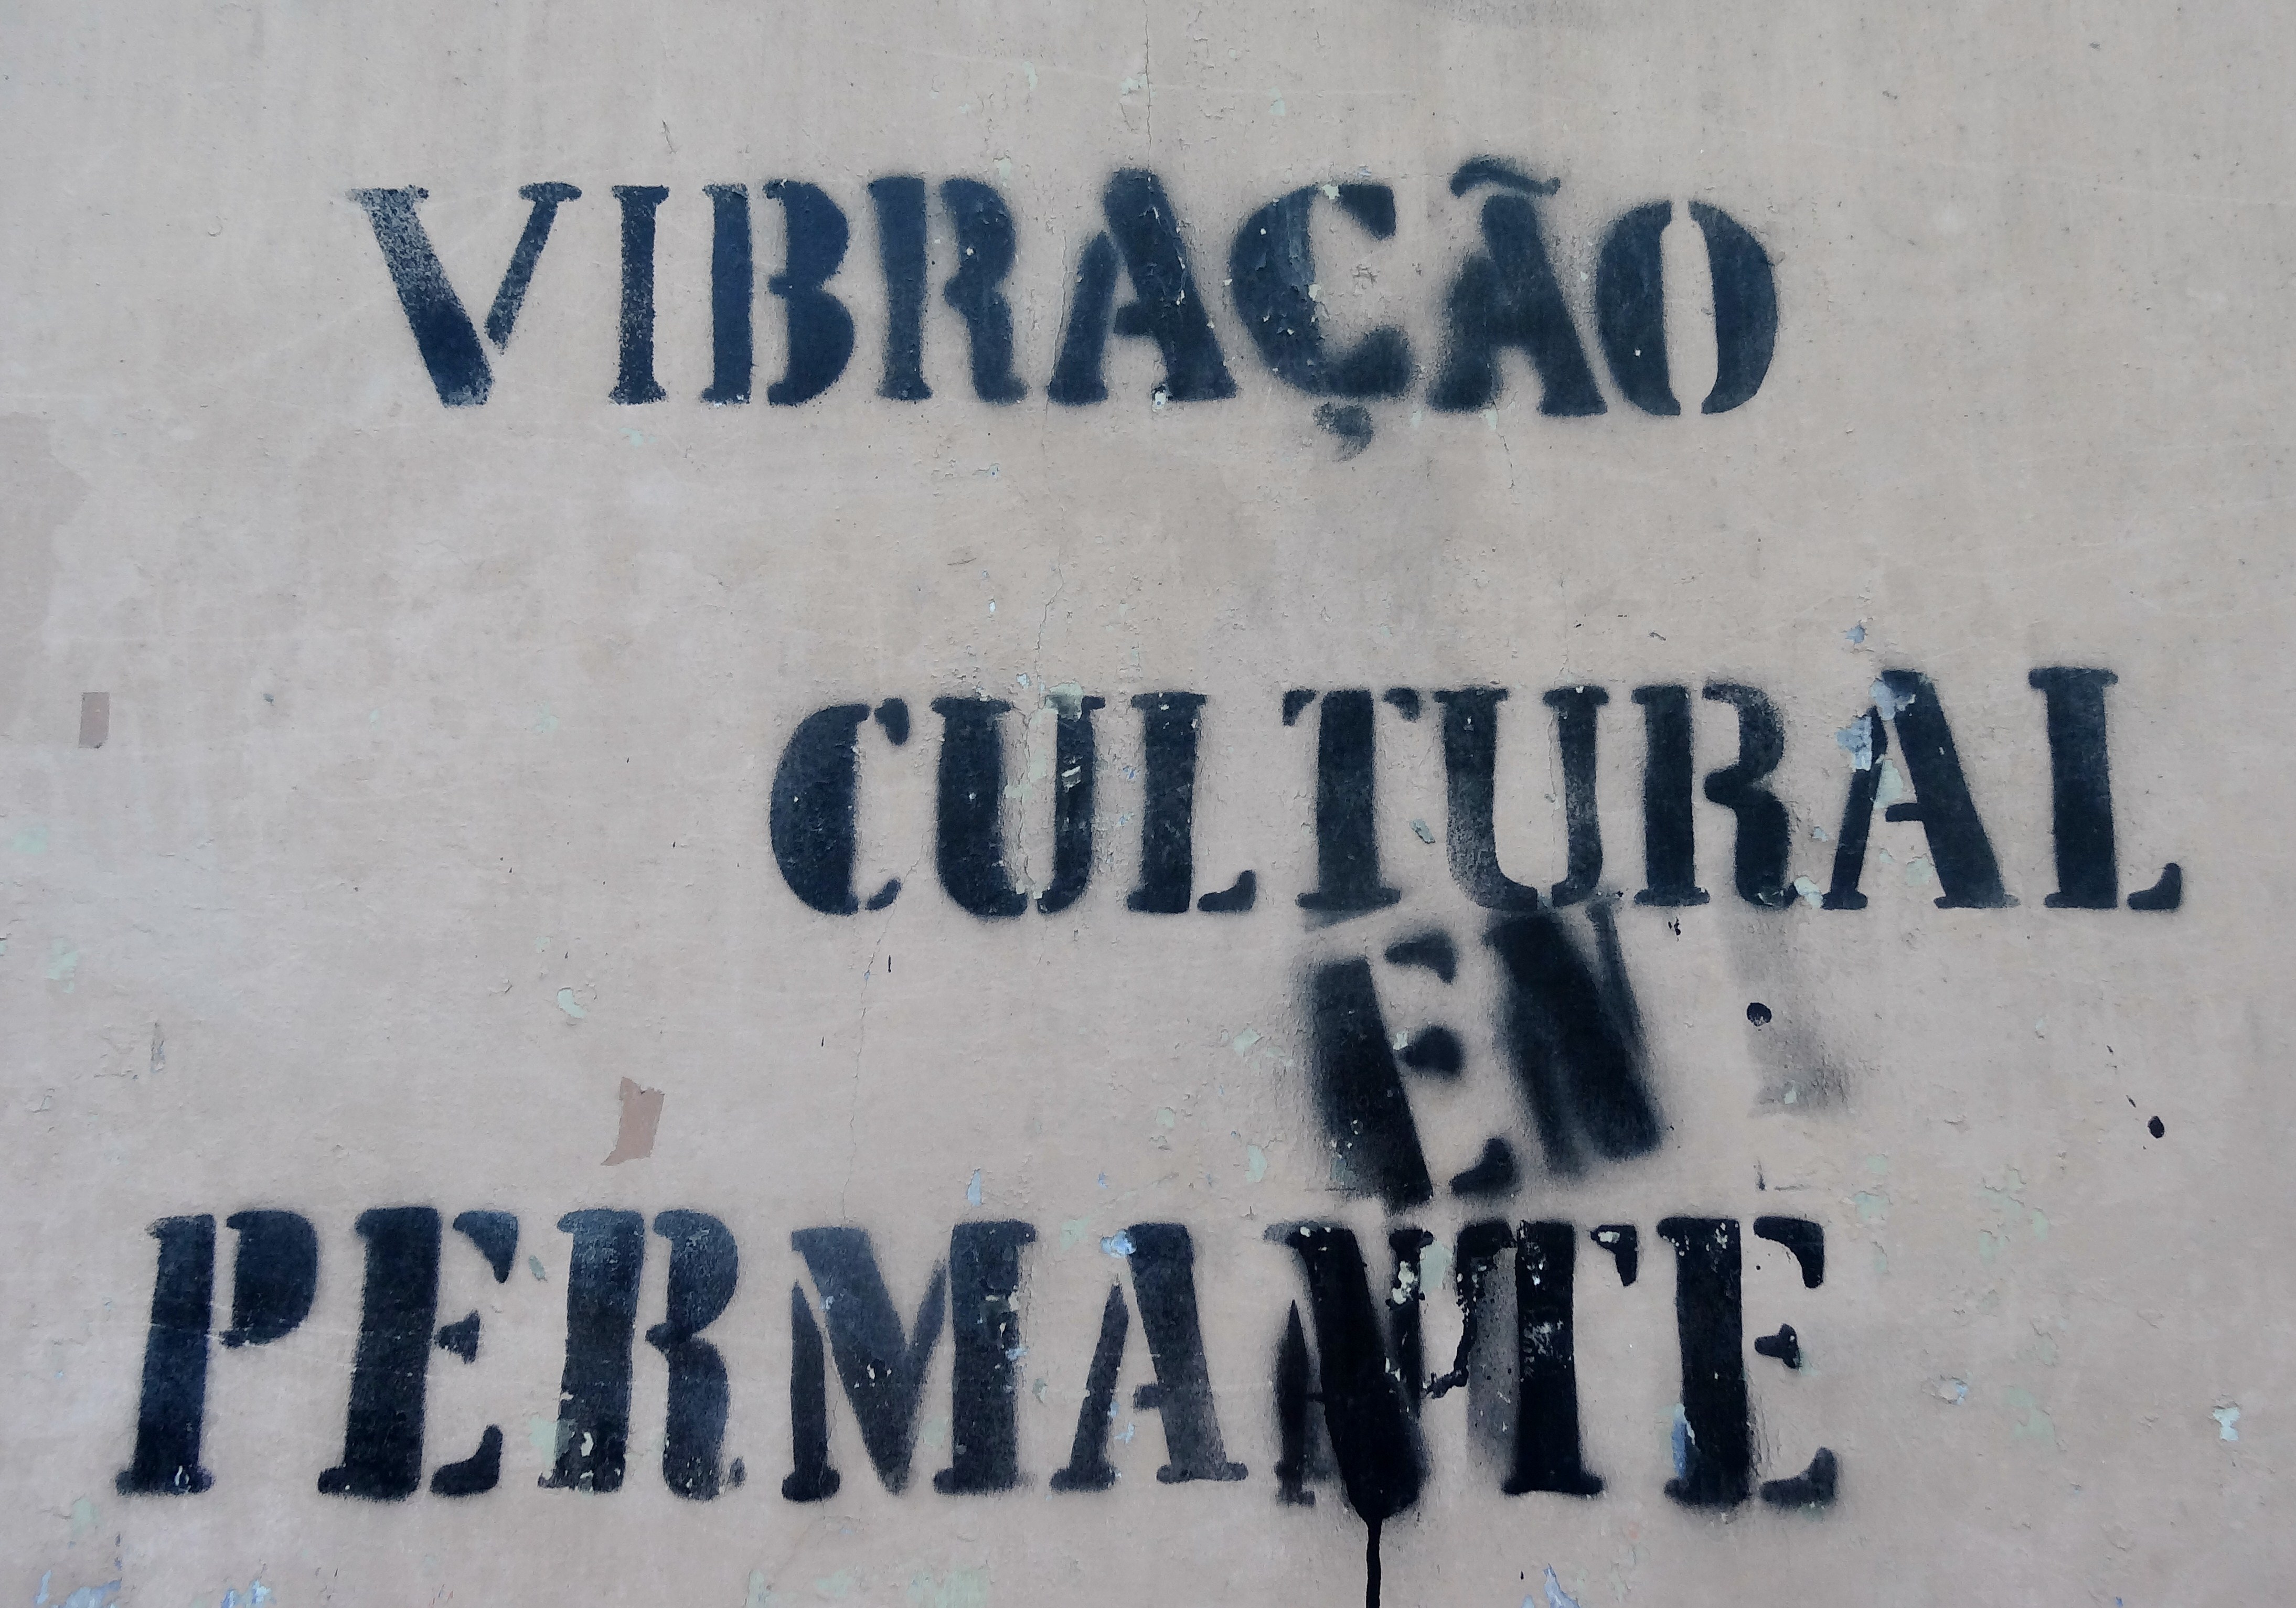 VIBRAÇÃO
CULTURAL
EN
PERMANTE